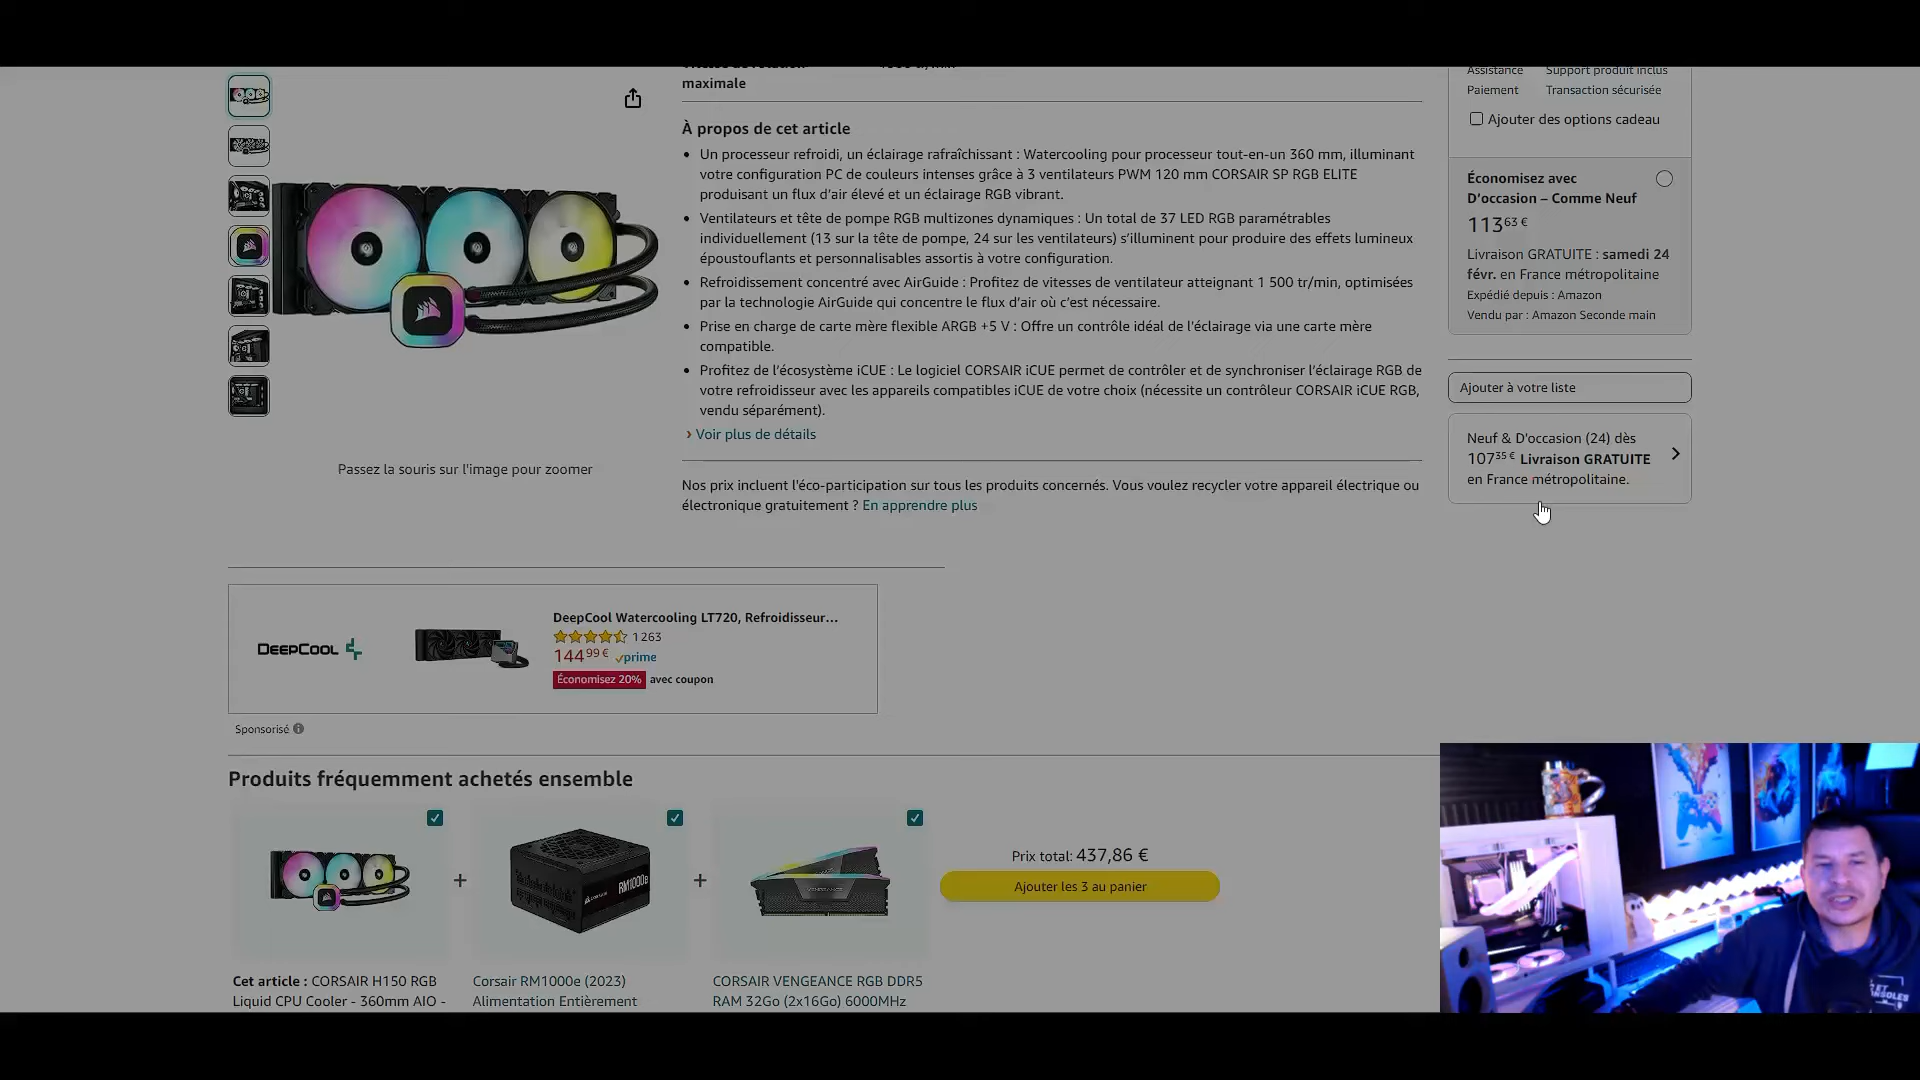 maximale
À propos de cet article
Un processeur refroidi, un éclairage rafraîchissant : Watercooling pour processeur tout-en-un 360 mm, illuminant
votre configuration PC de couleurs intenses grâce à 3 ventilateurs PWM 120 mm CORSAIR SP RGB ELITE
produisant un flux d'air élevé et un éclairage RGB vibrant.
Ventilateurs et tête de pompe RGB multizones dynamiques : Un total de 37 LED RGB paramétrables
individuellement (13 sur la tête de pompe, 24 sur les ventilateurs) s'illuminent pour produire des effets lumineux
époustouflants et personnalisables assortis à votre configuration.
Refroidissement concentré avec AirGuide : Profitez de vitesses de ventilateur atteignant 1 500 tr/min, optimisées
par la technologie AirGuide qui concentre le flux d'air où c'est nécessaire.
Prise en charge de carte mère flexible ARGB +5 V : Offre un contrôle idéal de l'éclairage via une carte mère
compatible.
Profitez de l'écosystème iCUE : Le logiciel CORSAIR iCUE permet de contrôler et de synchroniser l'éclairage RGB de
votre refroidisseur avec les appareils compatibles iCUE de votre choix (nécessite un contrôleur CORSAIR iCUE RGB,
vendu séparément).
› Voir plus de détails
Passez la souris sur l'image pour zoomer
Nos prix incluent l'éco-participation sur tous les produits concernés. Vous voulez recycler votre appareil électrique ou
électronique gratuitement ? En apprendre plus
Assistance Support produit inclus
Paiement Transaction sécurisée
Ajouter des options cadeau
Économisez avec
D'occasion – Comme Neuf
113,63 €
Livraison GRATUITE : samedi 24
févr. en France métropolitaine
Expédié depuis : Amazon
Vendu par : Amazon Seconde main
Ajouter à votre liste
Neuf & D'occasion (24) dès
107,35 € Livraison GRATUITE
en France métropolitaine.
DEEPCOOL
DeepCool Watercooling LT720, Refroidisseur...
1 263
144,99 € prime
Économisez 20% avec coupon
Sponsorisé
Produits fréquemment achetés ensemble
RM1000e
VENGEANCE
Prix total: 437,86 €
Ajouter les 3 au panier
Cet article : CORSAIR H150 RGB
Liquid CPU Cooler - 360mm AIO -
Corsair RM1000e (2023)
Alimentation Entièrement
CORSAIR VENGEANCE RGB DDR5
RAM 32Go (2x16Go) 6000MHz